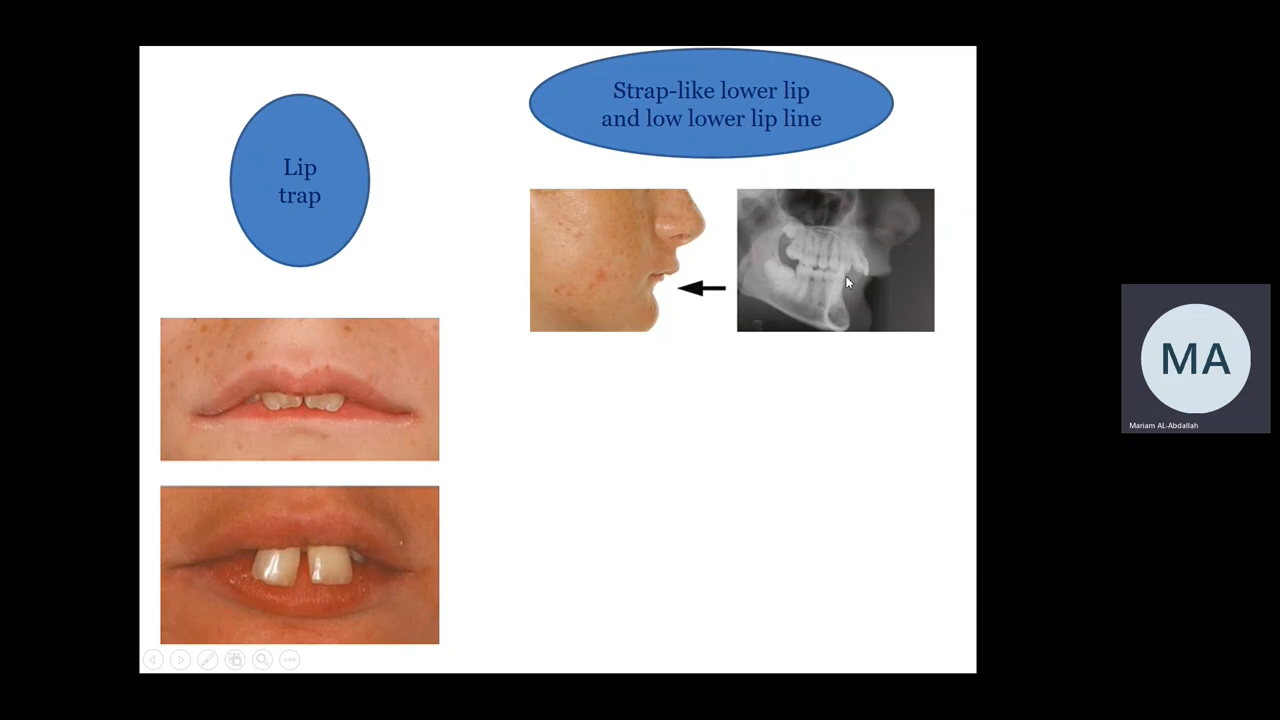 Lip
trap
Strap-like lower lip
and low lower lip line
MA
Mariam AL-Abdallah